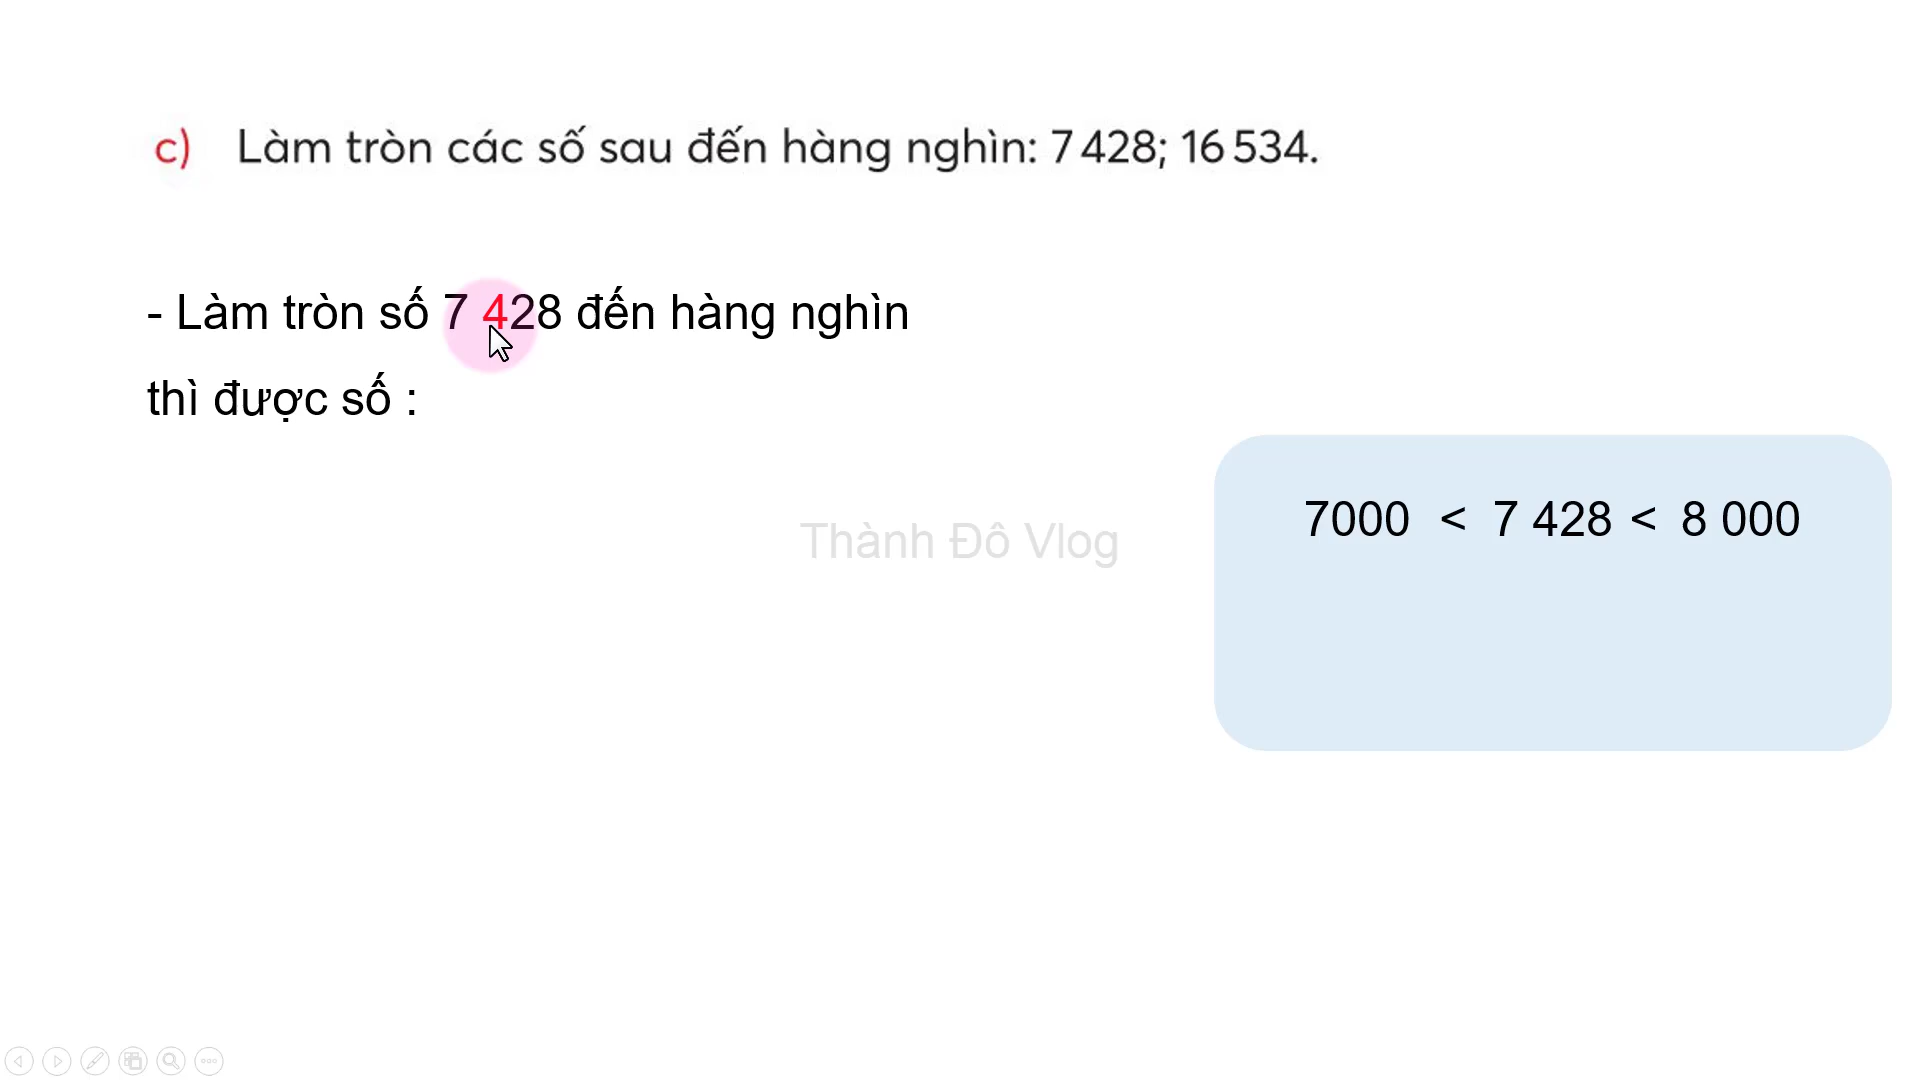 c) Làm tròn các số sau đến hàng nghìn: 7 428; 16 534.
- Làm tròn số 7 428 đến hàng nghìn
thì được số :
7000 < 7 428 < 8 000
Thành Đô Vlog